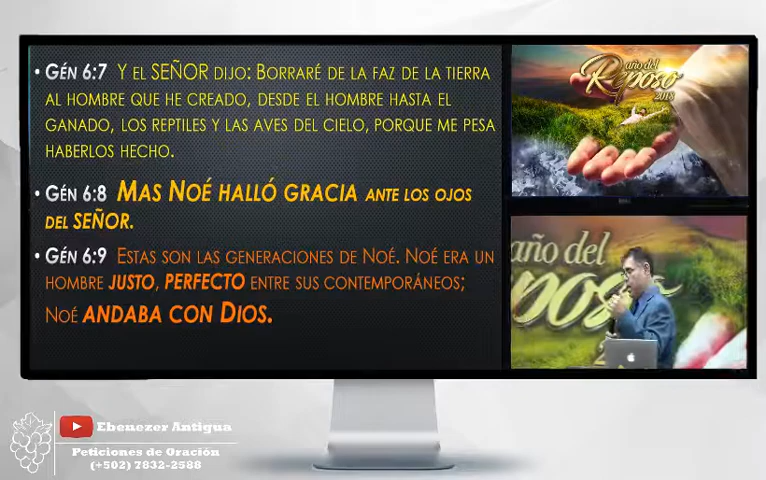 • Gén 6:7 Y EL SEÑOR DIJO: BORRARÉ DE LA FAZ DE LA TIERRA
AL HOMBRE QUE HE CREADO, DESDE EL HOMBRE HASTA EL
GANADO, LOS REPTILES Y LAS AVES DEL CIELO, PORQUE ME PESA
HABERLOS HECHO.
• Gén 6:8 MAS NOÉ HALLÓ GRACIA ANTE LOS OJOS
DEL SEÑOR.
• Gén 6:9 ESTAS SON LAS GENERACIONES DE NOÉ. NOÉ ERA UN
HOMBRE JUSTO, PERFECTO ENTRE SUS CONTEMPORÁNEOS;
NOÉ ANDABA CON DIOS.
año del
Reposo
2018
año del
poso
2
Ebenezer Antigua
Peticiones de Oración
(+502) 7832-2588